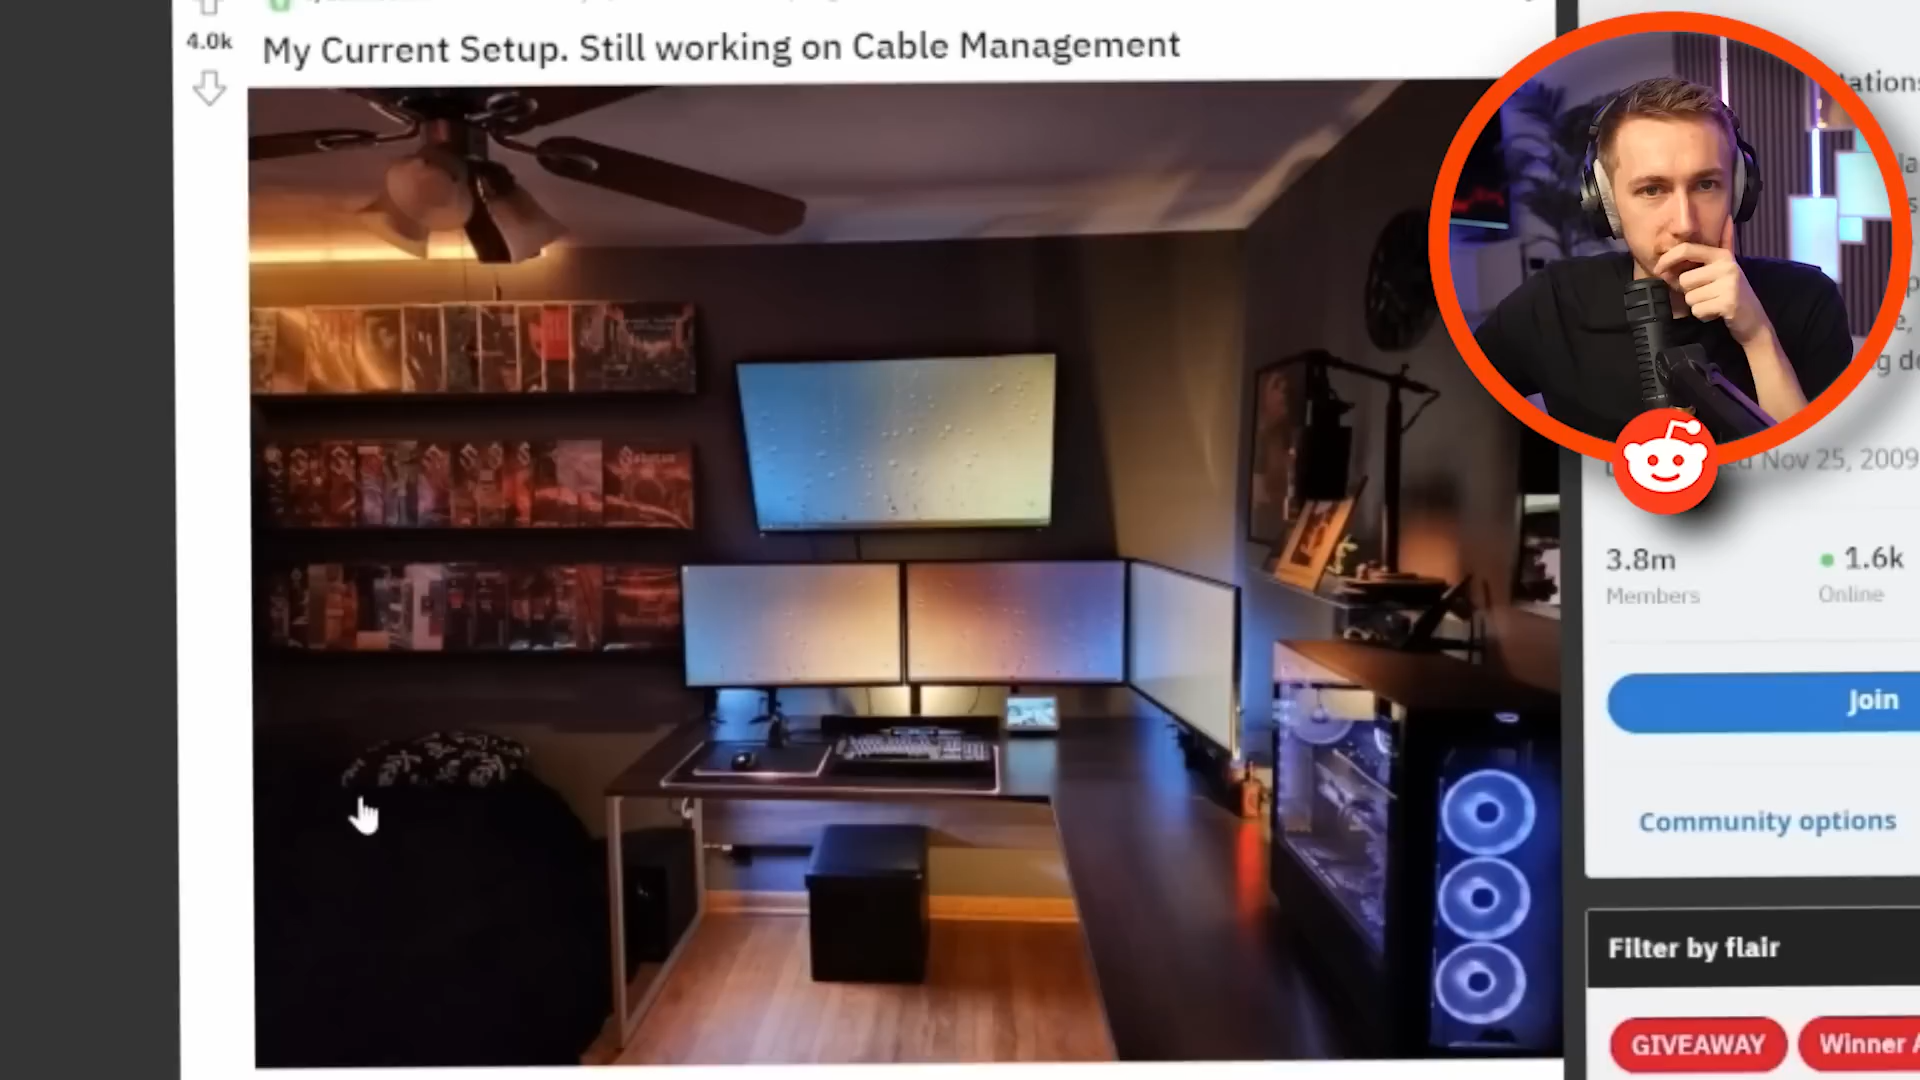 4.0k
My Current Setup. Still working on Cable Management
Nov 25, 2009
3.8m
1.6k
Members
Online
Join
Community options
Filter by flair
GIVEAWAY
Winner